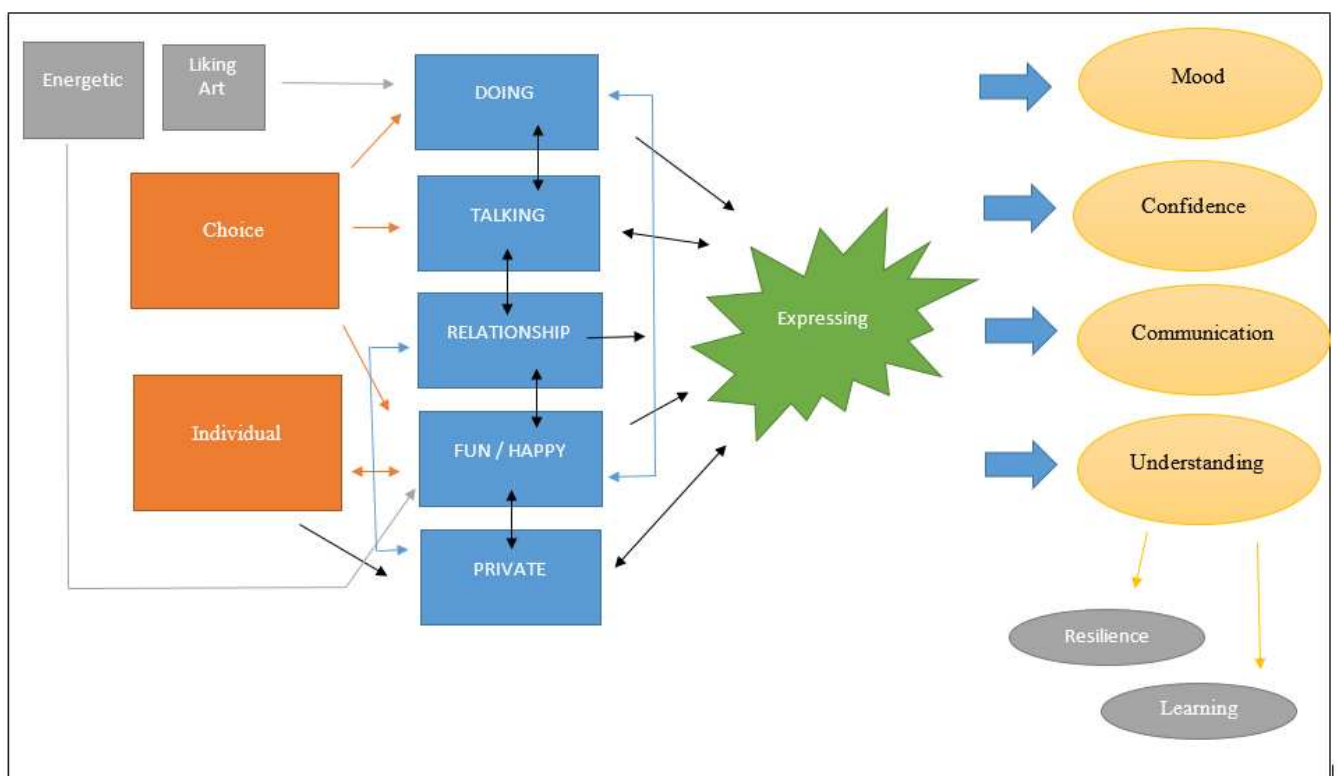 Energetic
Liking
Art
DOING
Mood
TALKING
Choice
Confidence
RELATIONSHIP
Expressing
Communication
Individual
FUN / HAPPY
Understanding
PRIVATE
Resilience
Learning